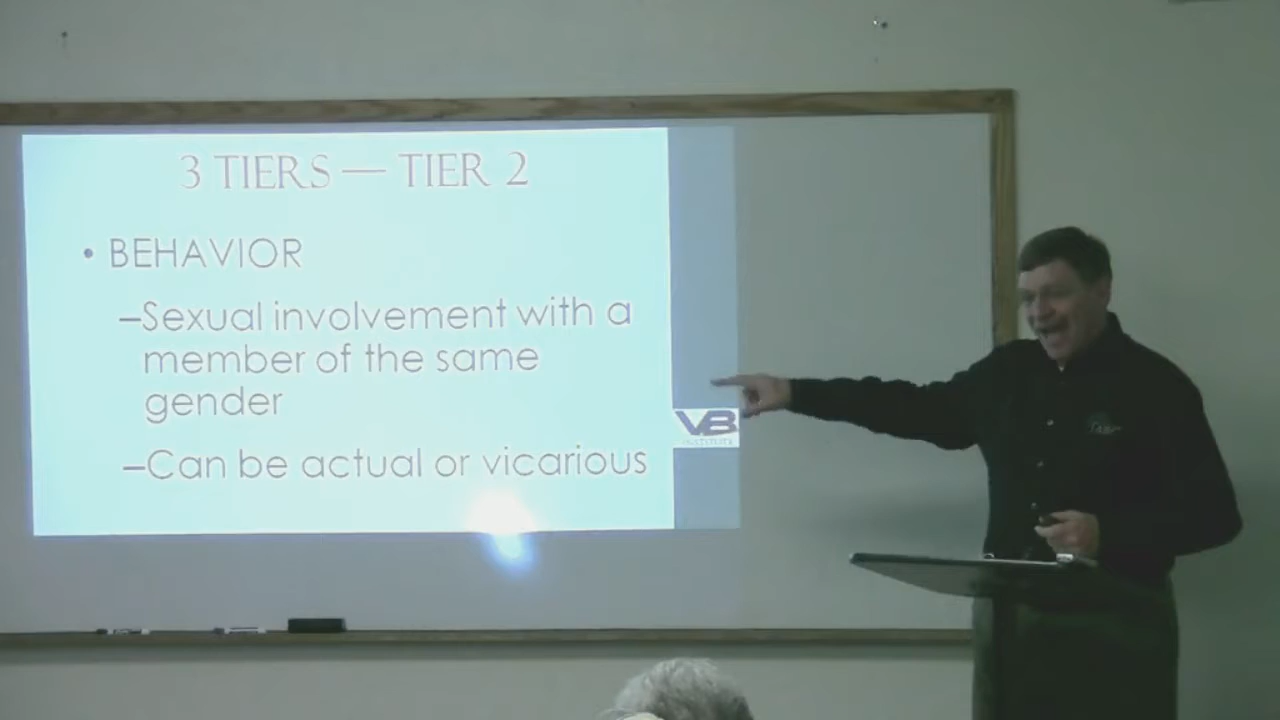 3 TIERS — TIER 2
• BEHAVIOR
–Sexual involvement with a
member of the same
gender
–Can be actual or vicarious
VB
INSTITUTE